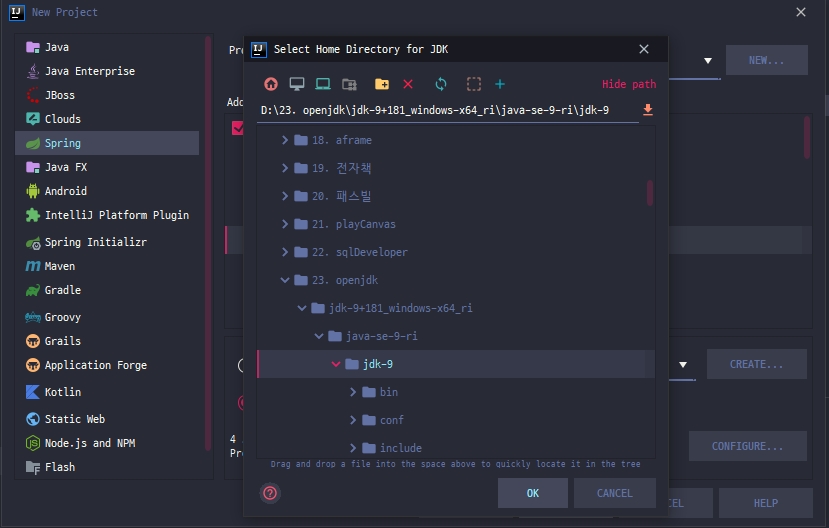 New Project
Java
Java Enterprise
JBoss
Clouds
Spring
Java FX
Android
IntelliJ Platform Plugin
Spring Initializr
Maven
Gradle
Groovy
Grails
Application Forge
Kotlin
Static Web
Node.js and NPM
Flash
NEW...
CREATE...
4
CONFIGURE...
HELP
Select Home Directory for JDK
Hide path
D:\23. openjdk\jdk-9+181_windows-x64_ri\java-se-9-ri\jdk-9
18. aframe
19. 전자책
20. 패스빌
21. playCanvas
22. sqlDeveloper
23. openjdk
jdk-9+181_windows-x64_ri
java-se-9-ri
jdk-9
bin
conf
include
Drag and drop a file into the space above to quickly locate it in the tree
OK
CANCEL